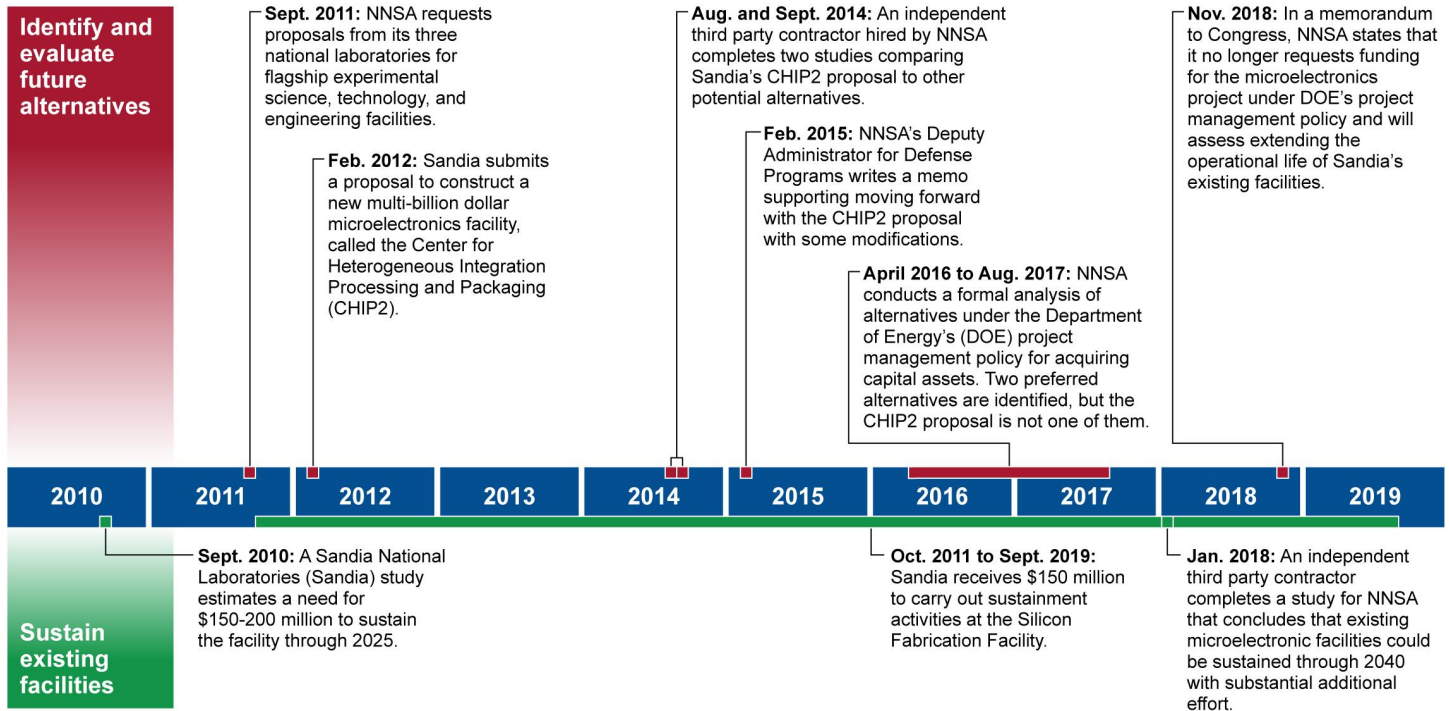 Identify and
evaluate
future
alternatives
Sept. 2011: NNSA requests
proposals from its three
national laboratories for
flagship experimental
science, technology, and
engineering facilities.
Feb. 2012: Sandia submits
a proposal to construct a
new multi-billion dollar
microelectronics facility,
called the Center for
Heterogeneous Integration
Processing and Packaging
(CHIP2).
Aug. and Sept. 2014: An independent
third party contractor hired by NNSA
completes two studies comparing
Sandia's CHIP2 proposal to other
potential alternatives.
Feb. 2015: NNSA's Deputy
Administrator for Defense
Programs writes a memo
supporting moving forward
with the CHIP2 proposal
with some modifications.
April 2016 to Aug. 2017: NNSA
conducts a formal analysis of
alternatives under the Department
of Energy's (DOE) project
management policy for acquiring
capital assets. Two preferred
alternatives are identified, but the
CHIP2 proposal is not one of them.
Nov. 2018: In a memorandum
to Congress, NNSA states that
it no longer requests funding
for the microelectronics
project under DOE's project
management policy and will
assess extending the
operational life of Sandia's
existing facilities.
2010 2011 2012 2013 2014 2015 2016 2017 2018 2019
Sustain
existing
facilities
Sept. 2010: A Sandia National
Laboratories (Sandia) study
estimates a need for
$150-200 million to sustain
the facility through 2025.
Oct. 2011 to Sept. 2019:
Sandia receives $150 million
to carry out sustainment
activities at the Silicon
Fabrication Facility.
Jan. 2018: An independent
third party contractor
completes a study for NNSA
that concludes that existing
microelectronic facilities could
be sustained through 2040
with substantial additional
effort.